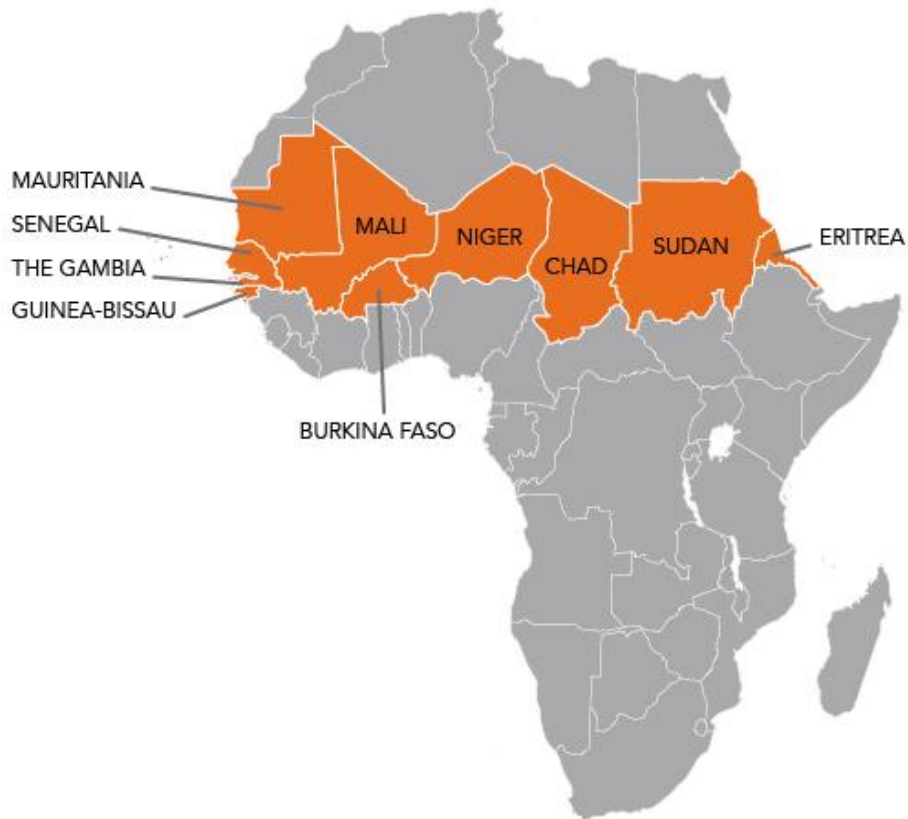 MAURITANIA
SENEGAL
THE GAMBIA
GUINEA-BISSAU
MALI
NIGER
CHAD
SUDAN
ERITREA
BURKINA FASO